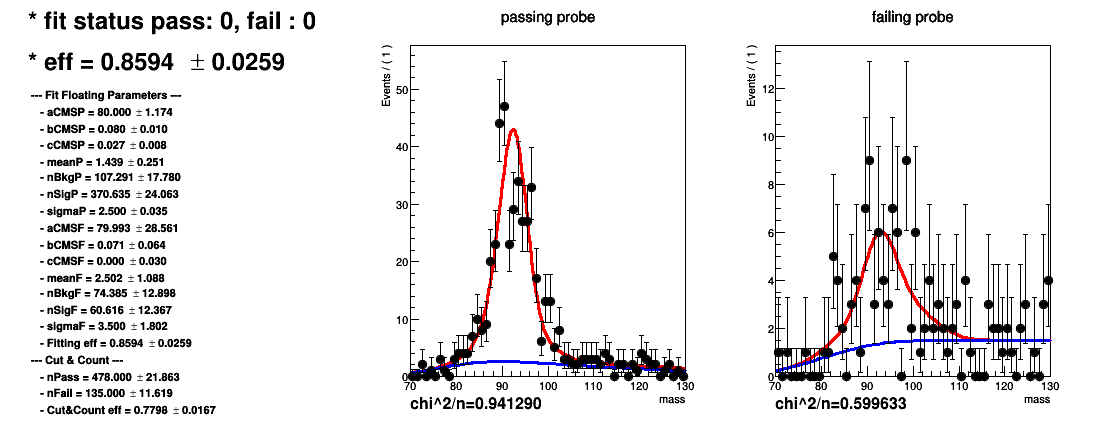 * fit status pass: 0, fail : 0
* eff = 0.8594 ± 0.0259
--- Fit Floating Parameters ---
- aCMSP = 80.000 ± 1.174
- bCMSP = 0.080 ± 0.010
- cCMSP = 0.027 ± 0.008
- meanP = 1.439 ± 0.251
- nBkgP = 107.291 ± 17.780
- nSigP = 370.635 ± 24.063
- sigmaP = 2.500 ± 0.035
- aCMSF = 79.993 ± 28.561
- bCMSF = 0.071 ± 0.064
- cCMSF = 0.000 ± 0.030
- meanF = 2.502 ± 1.088
- nBkgF = 74.385 ± 12.898
- nSigF = 60.616 ± 12.367
- sigmaF = 3.500 ± 1.802
- Fitting eff = 0.8594 ± 0.0259
--- Cut & Count ---
- nPass = 478.000 ± 21.863
- nFail = 135.000 ± 11.619
- Cut&Count eff = 0.7798 ± 0.0167
passing probe
Events / ( 1 )
50
40
30
20
10
0
70 80 90 100 110 120 130
mass
chi^2/n=0.941290
failing probe
Events / ( 1 )
12
10
8
6
4
2
0
70 80 90 100 110 120 130
mass
chi^2/n=0.599633